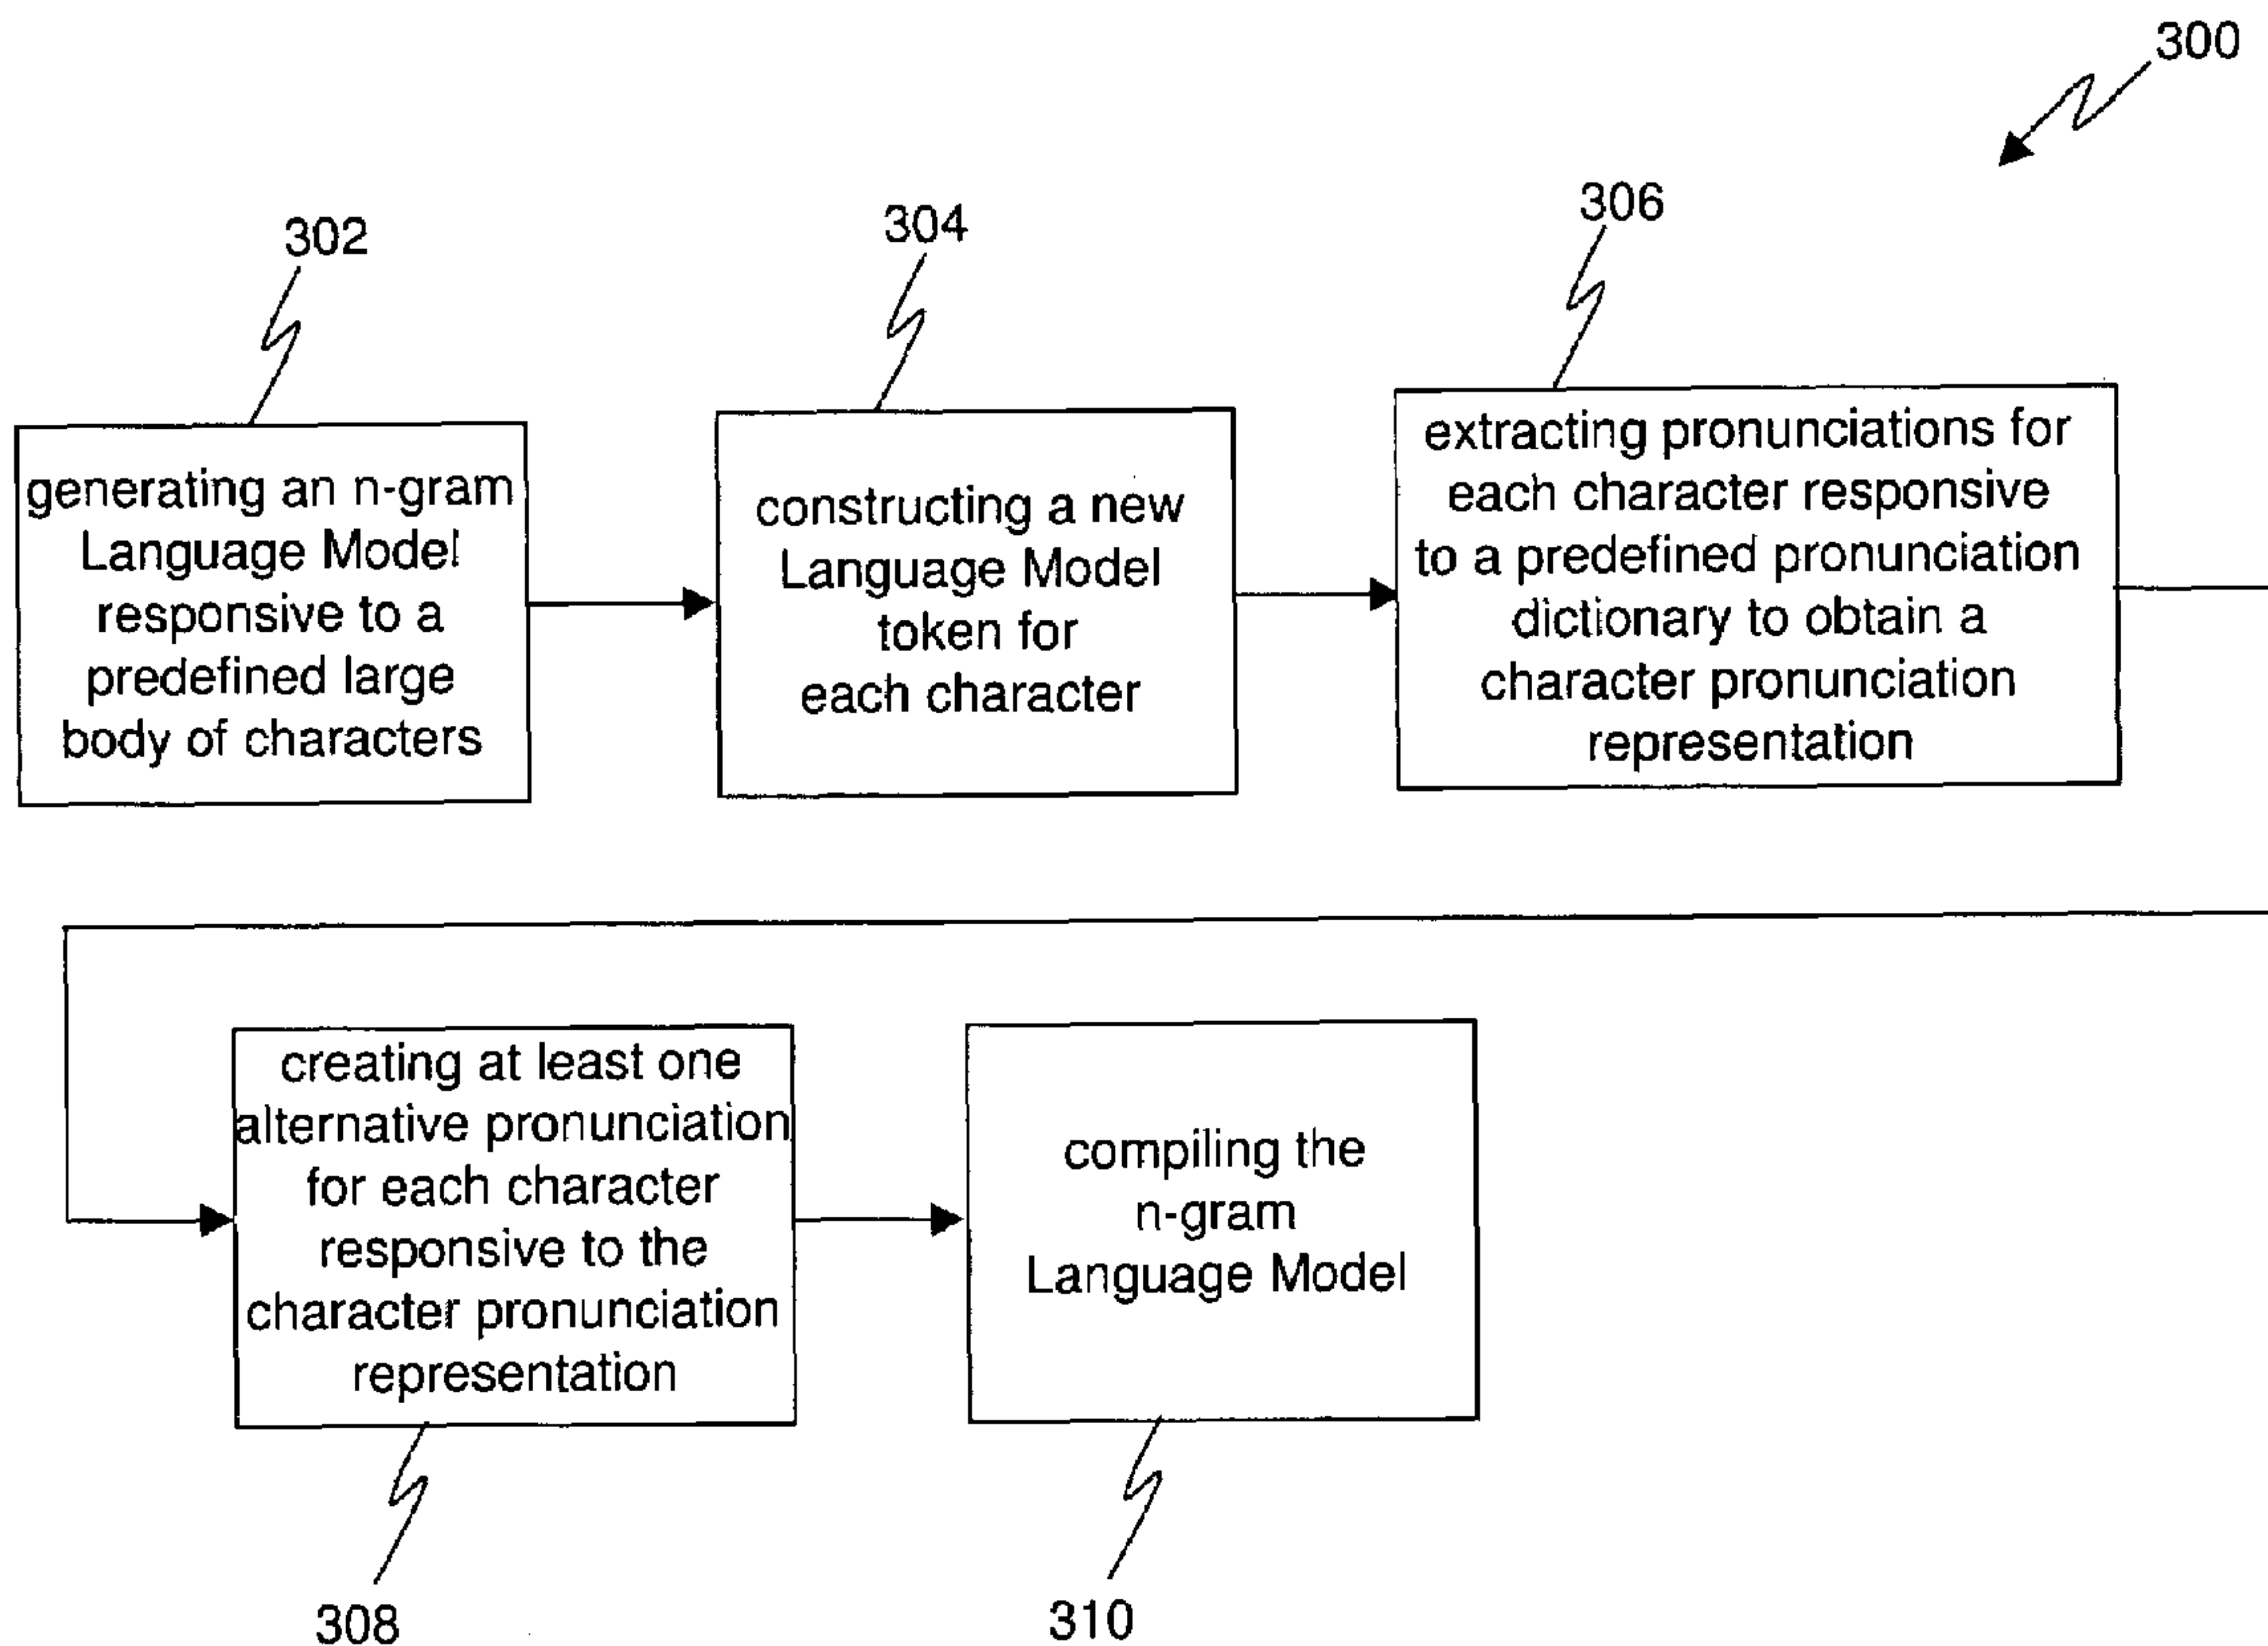 300
302
304
306
generating an n-gram
Language Model
responsive to a
predefined large
body of characters
constructing a new
Language Model
token for
each character
extracting pronunciations for
each character responsive
to a predefined pronunciation
dictionary to obtain a
character pronunciation
representation
creating at least one
alternative pronunciation
for each character
responsive to the
character pronunciation
representation
compiling the
n-gram
Language Model
308
310